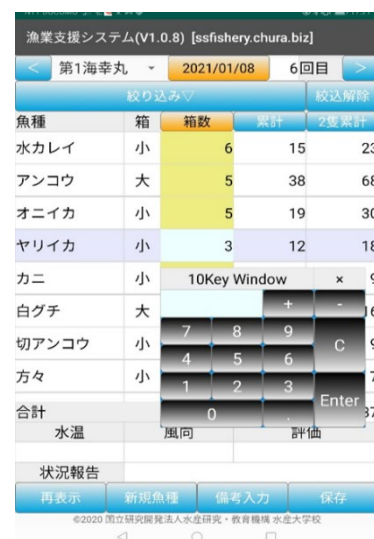 漁業支援システム(V1.0.8) [ssfishery.chura.biz]
< 第1海幸丸 2021/01/08 6回目 >
絞り込み▽ 絞込解除
魚種 箱 箱数 累計 2隻累計
水カレイ 小 6 15
アンコウ 大 5 38
オニイカ 小 5 19
ヤリイカ 小 3 12
カニ 小 10Key Window ×
白グチ 大 + -
切アンコウ 小 7 8 9 C
4 5 6
方々 小 1 2 3 Enter
合計 0 .
水温 風向 評価
状況報告
再表示 新規魚種 備考入力 保存
©2020 国立研究開発法人水産研究・教育機構 水産大学校